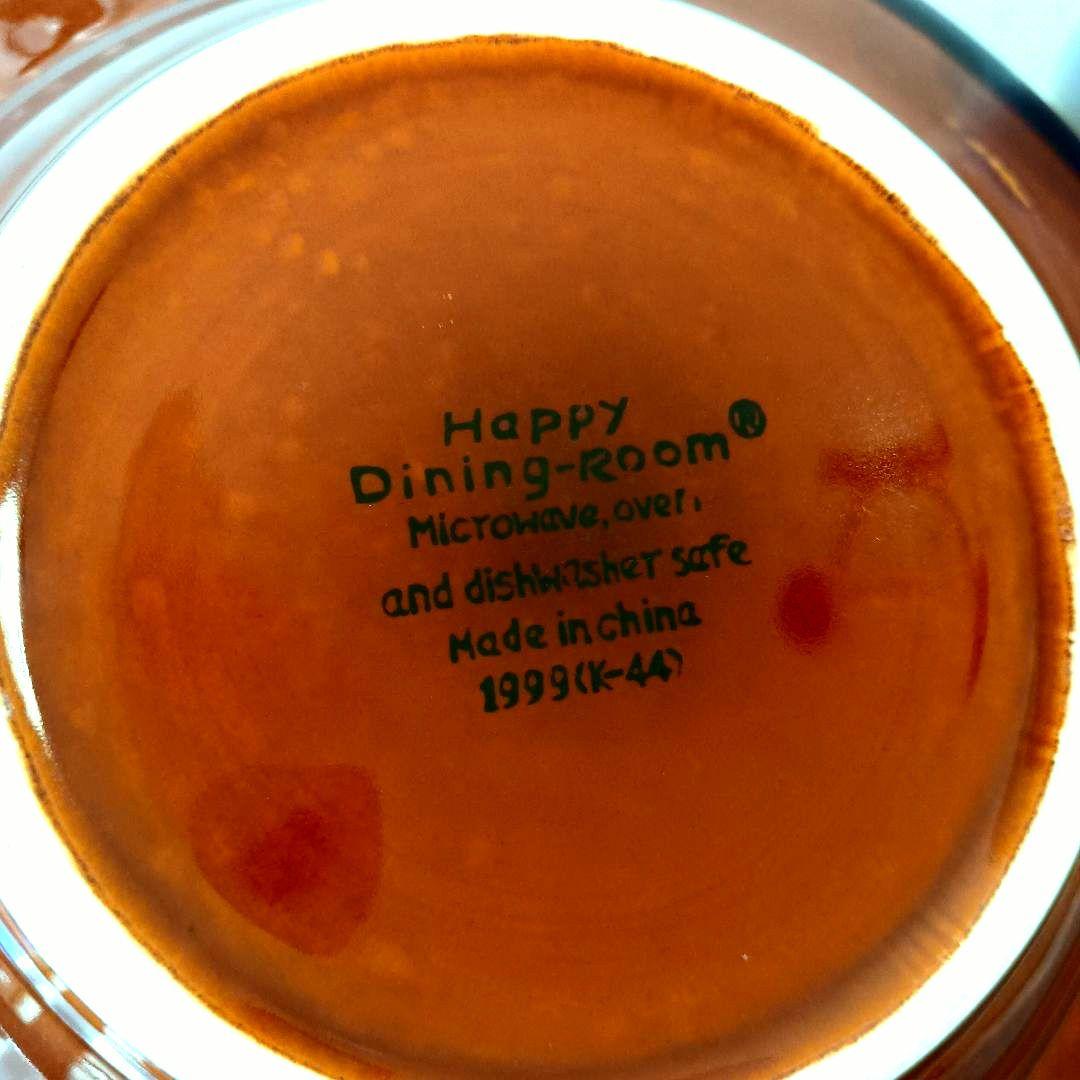 Happy
Dining-Room®
Microwave, oven,
and dishwasher safe
Made in china
1999(K-44)